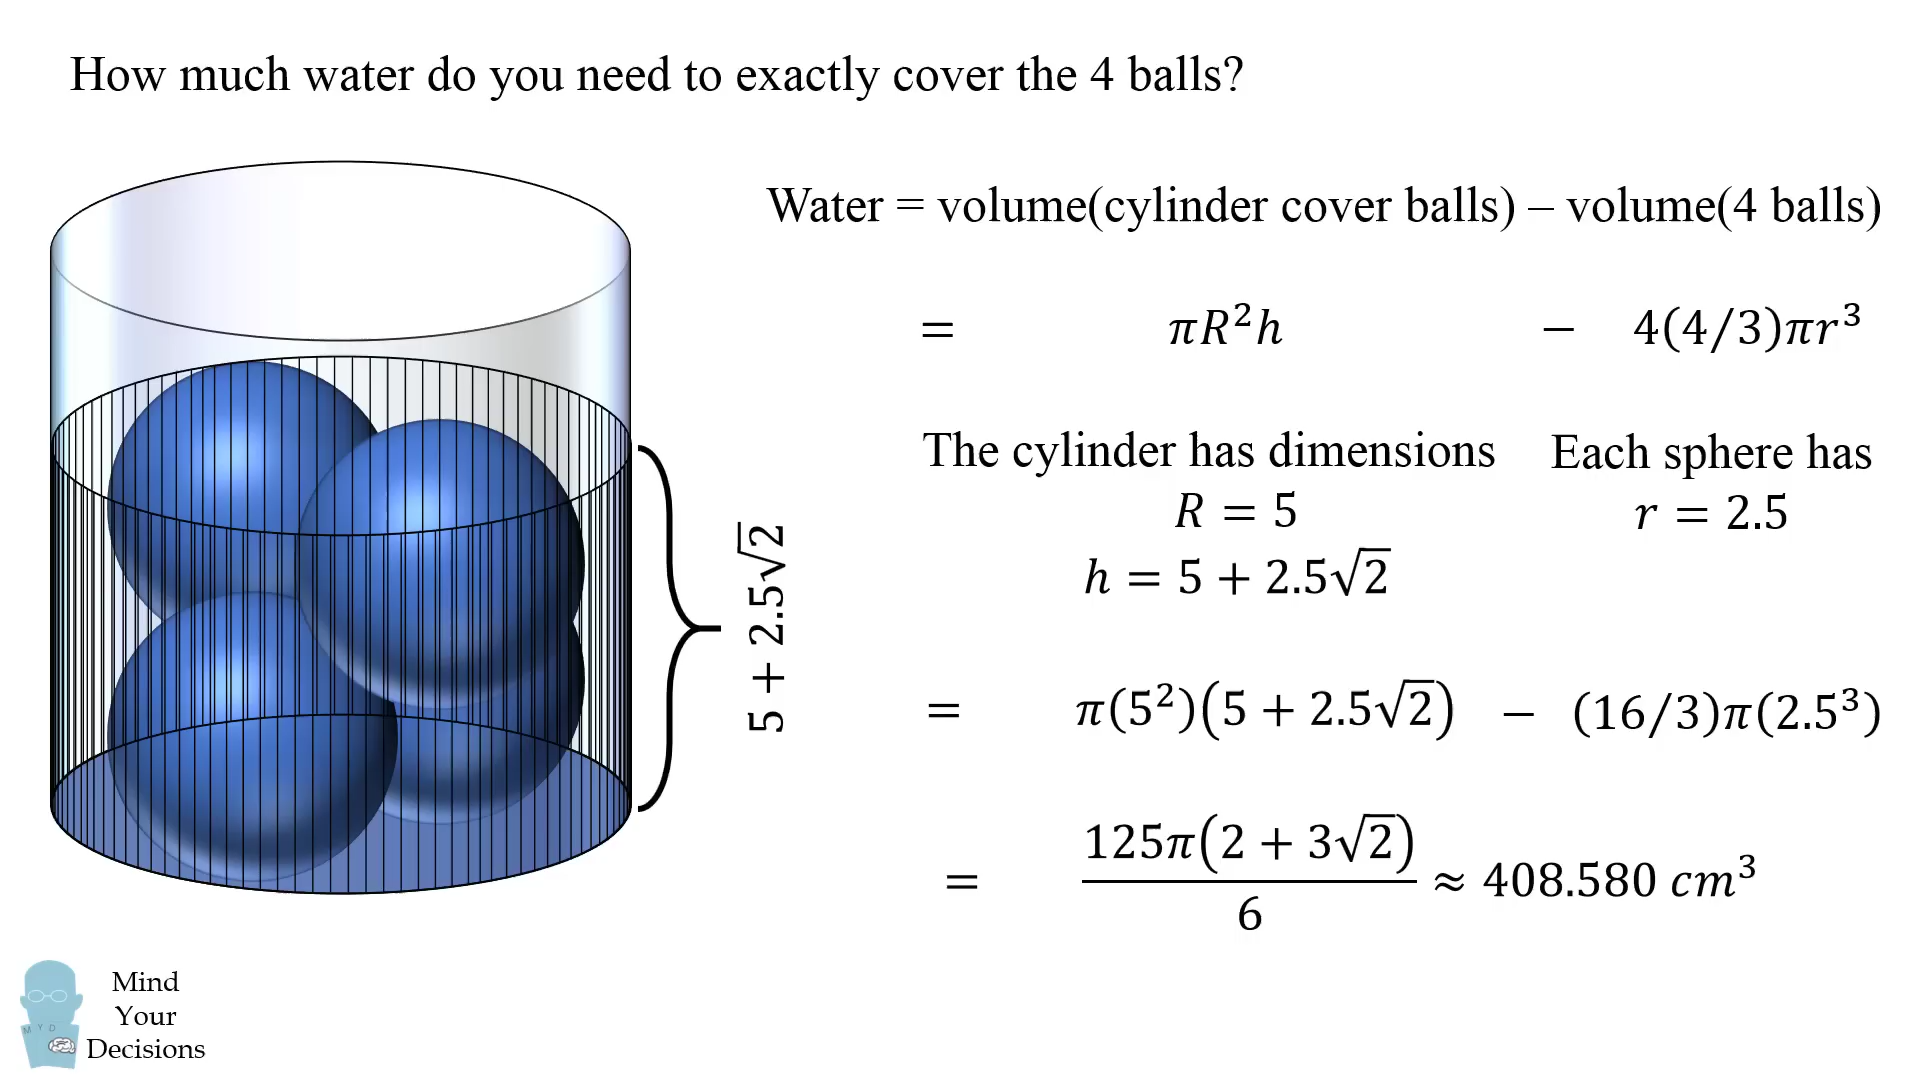 How much water do you need to exactly cover the 4 balls?
Water = volume(cylinder cover balls) – volume(4 balls)
= πR²h – 4(4/3)πr³
The cylinder has dimensions
R = 5
h = 5 + 2.5√2
Each sphere has
r = 2.5
5 + 2.5√2
= π(5²)(5 + 2.5√2) – (16/3)π(2.5³)
= 125π(2 + 3√2)/6 ≈ 408.580 cm³
M Y D
Mind
Your
Decisions